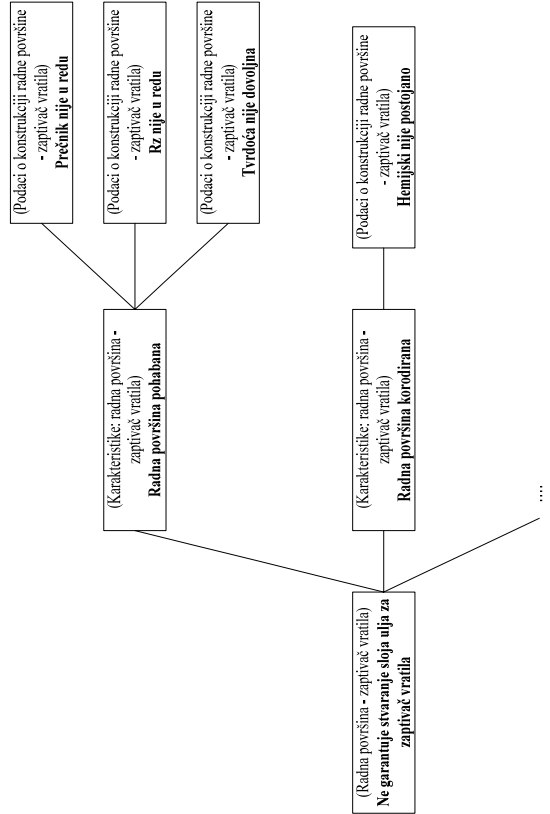 (Radna površina - zaptivač vratila)
Ne garantuje stvaranje sloja ulja za
zaptivač vratila
(Karakteristike: radna površina -
zaptivač vratila)
Radna površina pohabana
(Karakteristike: radna površina -
zaptivač vratila)
Radna površina korodirana
....
(Podaci o konstrukciji radne površine
- zaptivač vratila)
Prečnik nije u redu
(Podaci o konstrukciji radne površine
- zaptivač vratila)
Rz nije u redu
(Podaci o konstrukciji radne površine
- zaptivač vratila)
Tvrdoća nije dovoljna
(Podaci o konstrukciji radne površine
- zaptivač vratila)
Hemijski nije postojano